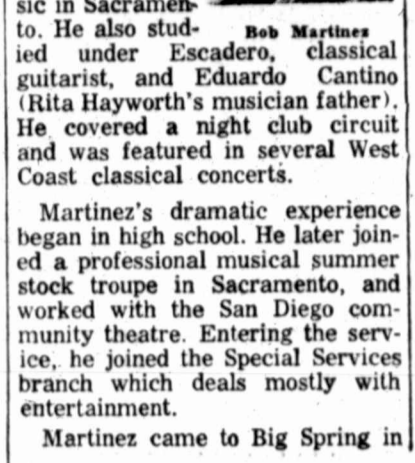 sic in Sacramen-
to. He also stud-
Bob Martinez
ied under Escadero, classical
guitarist, and Eduardo Cantino
(Rita Hayworth's musician father).
He covered a night club circuit
and was featured in several West
Coast classical concerts.
Martinez's dramatic experience
began in high school. He later join-
ed a professional musical summer
stock troupe in Sacramento, and
worked with the San Diego com-
munity theatre. Entering the serv-
ice, he joined the Special Services
branch which deals mostly with
entertainment.
Martinez came to Big Spring in